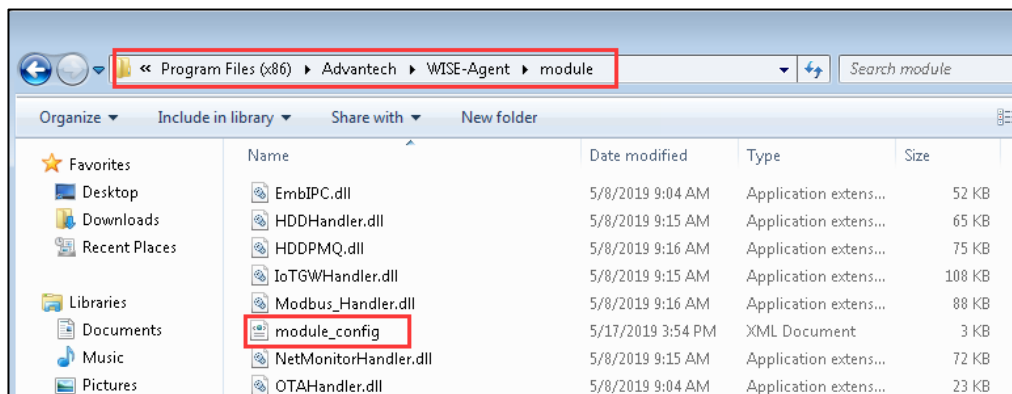 « Program Files (x86) ▸ Advantech ▸ WISE-Agent ▸ module Search module
Organize Include in library Share with New folder
Favorites
Desktop
Downloads
Recent Places
Libraries
Documents
Music
Pictures
Name Date modified Type Size
EmbIPC.dll 5/8/2019 9:04 AM Application extens... 52 KB
HDDHandler.dll 5/8/2019 9:15 AM Application extens... 65 KB
HDDPMQ.dll 5/8/2019 9:16 AM Application extens... 75 KB
IoTGWHandler.dll 5/8/2019 9:15 AM Application extens... 108 KB
Modbus_Handler.dll 5/8/2019 9:16 AM Application extens... 88 KB
module_config 5/17/2019 3:54 PM XML Document 3 KB
NetMonitorHandler.dll 5/8/2019 9:15 AM Application extens... 72 KB
OTAHandler.dll 5/8/2019 9:04 AM Application extens... 23 KB